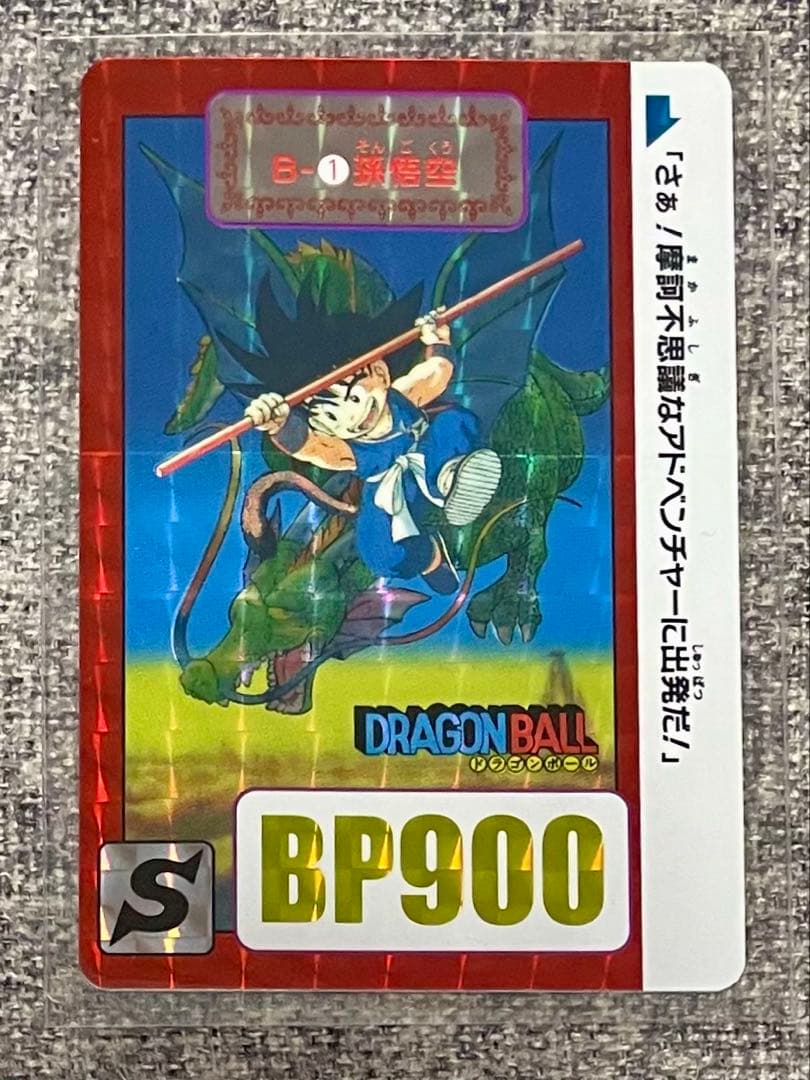 そんごくう
B-①孫悟空
「さぁ!摩訶不思議なアドベンチャーに出発だ!」
まかふしぎ
しゅっぱつ
DRAGON BALL
ドラゴンボール
S
BP900